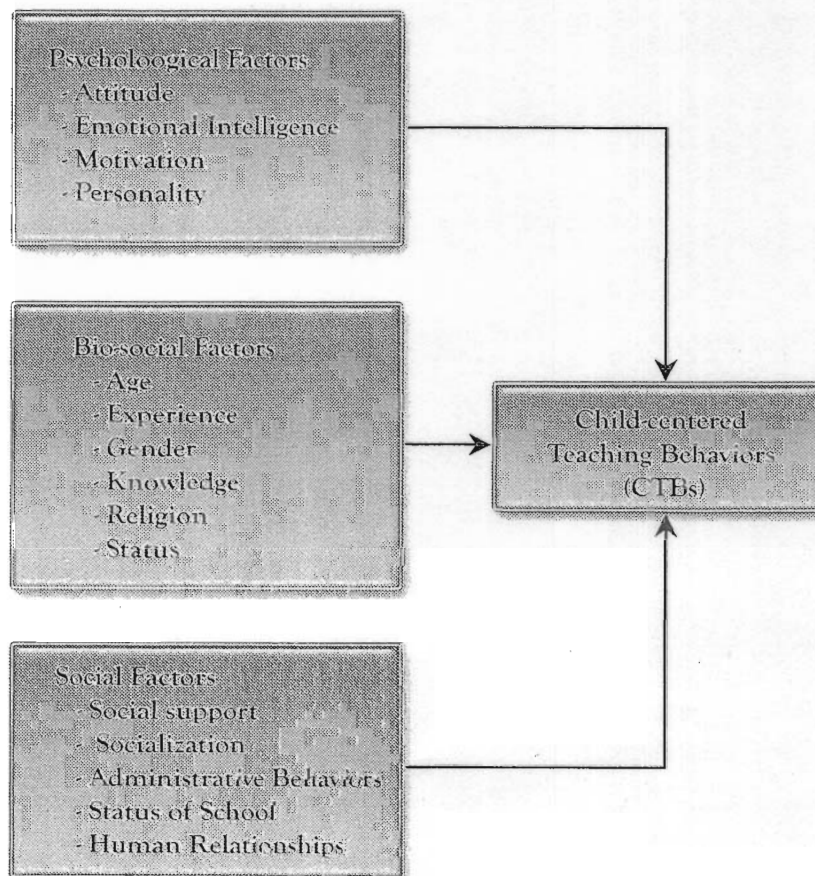 Psycholoogical Factors
- Attitude
- Emotional Intelligence
- Motivation
- Personality
Bio-social Factors
- Age
- Experience
- Gender
- Knowledge
- Religion
- Status
Child-centered
Teaching Behaviors
(CTBs)
Social Factors
- Social support
- Socialization
- Administrative Behaviors
- Status of School
- Human Relationships